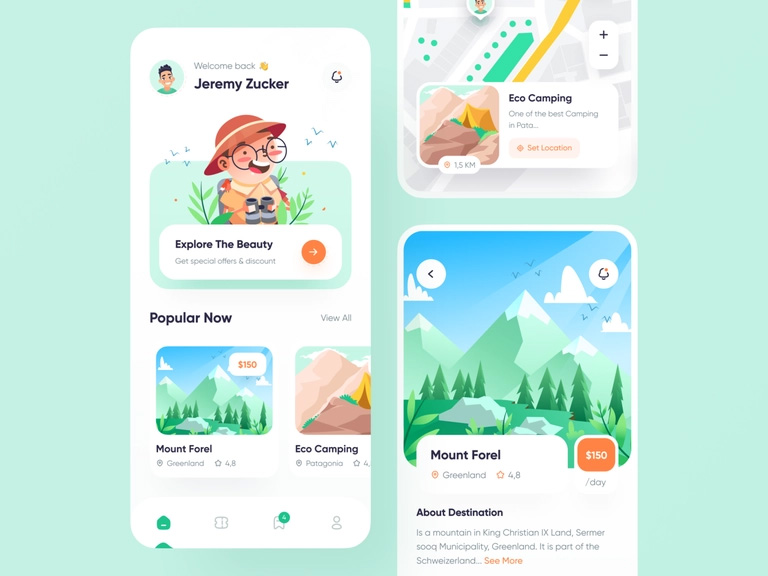 Welcome back 👋
Jeremy Zucker
Explore The Beauty
Get special offers & discount
Popular Now
View All
$150
Mount Forel
Greenland
4,8
Eco Camping
Patagonia
4,
4
+
−
Eco Camping
One of the best Camping
in Pata...
Set Location
1,5 KM
Mount Forel
Greenland
4,8
$150
/day
About Destination
Is a mountain in King Christian IX Land, Sermer
sooq Municipality, Greenland. It is part of the
Schweizerland... See More